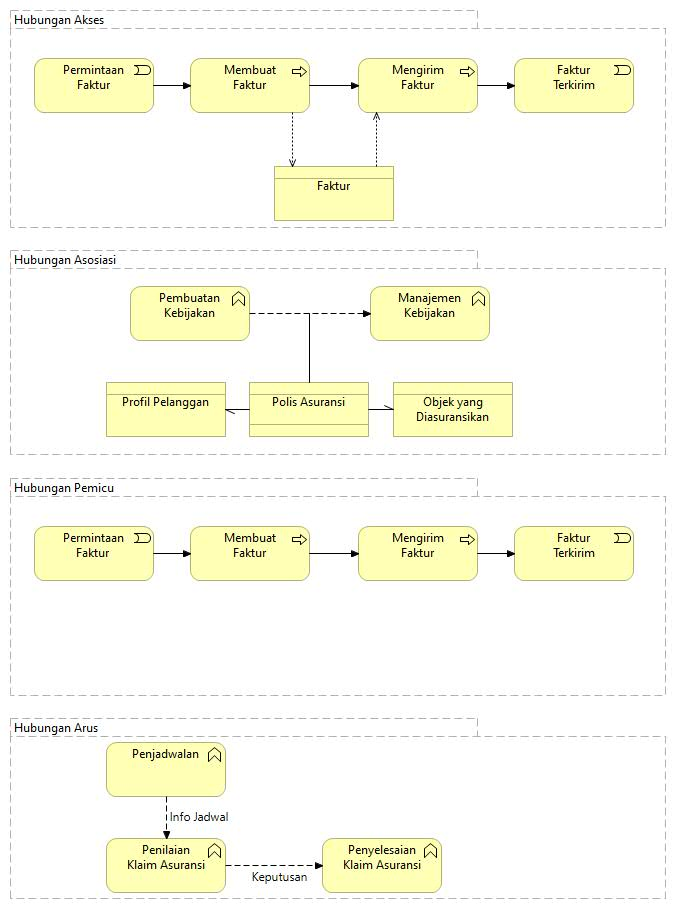 Hubungan Akses
Permintaan
Faktur
Membuat
Faktur
Mengirim
Faktur
Faktur
Terkirim
Faktur
Hubungan Asosiasi
Pembuatan
Kebijakan
Manajemen
Kebijakan
Profil Pelanggan
Polis Asuransi
Objek yang
Diasuransikan
Hubungan Pemicu
Permintaan
Faktur
Membuat
Faktur
Mengirim
Faktur
Faktur
Terkirim
Hubungan Arus
Penjadwalan
Info Jadwal
Penilaian
Klaim Asuransi
Keputusan
Penyelesaian
Klaim Asuransi